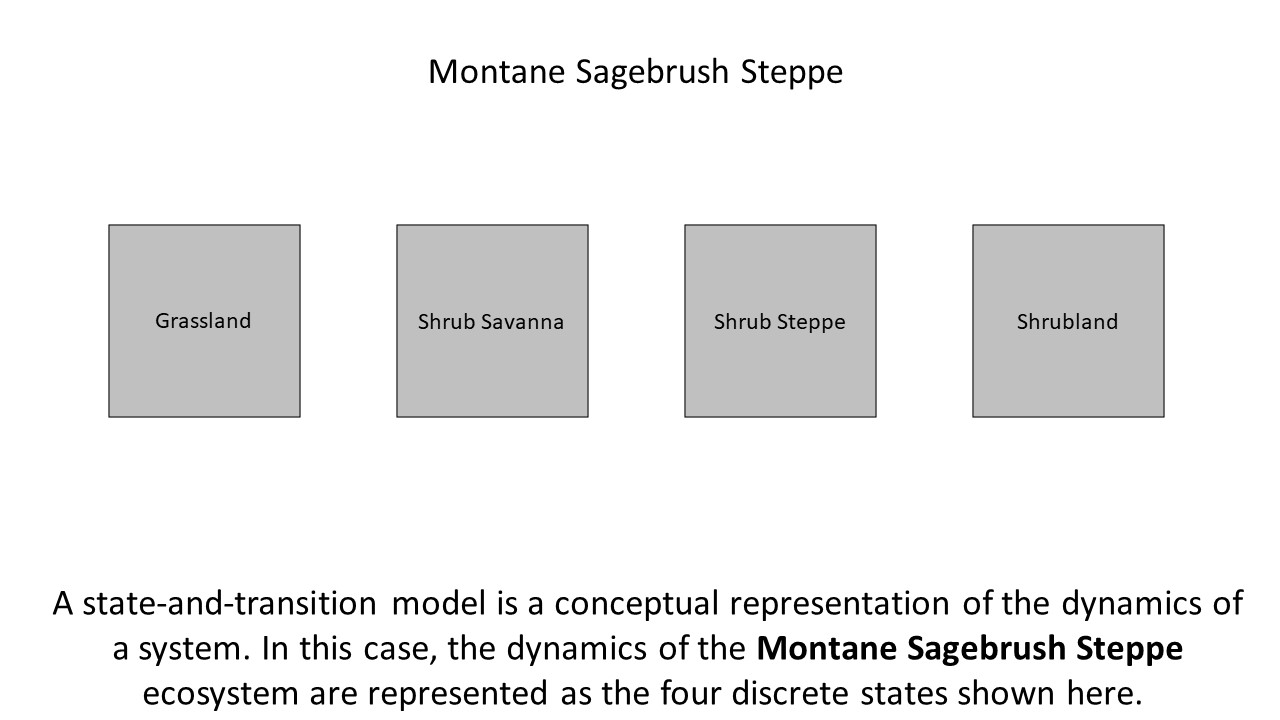 Montane Sagebrush Steppe
Grassland
Shrub Savanna
Shrub Steppe
Shrubland
A state-and-transition model is a conceptual representation of the dynamics of
a system. In this case, the dynamics of the Montane Sagebrush Steppe
ecosystem are represented as the four discrete states shown here.